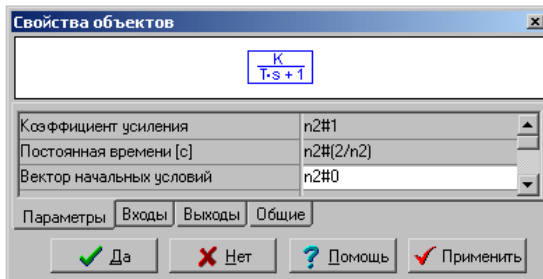 Свойства объектов
K
T·s + 1
Коэффициент усиления n2#1
Постоянная времени [с] n2#(2/n2)
Вектор начальных условий n2#0
Параметры Входы Выходы Общие
Да Нет Помощь Применить